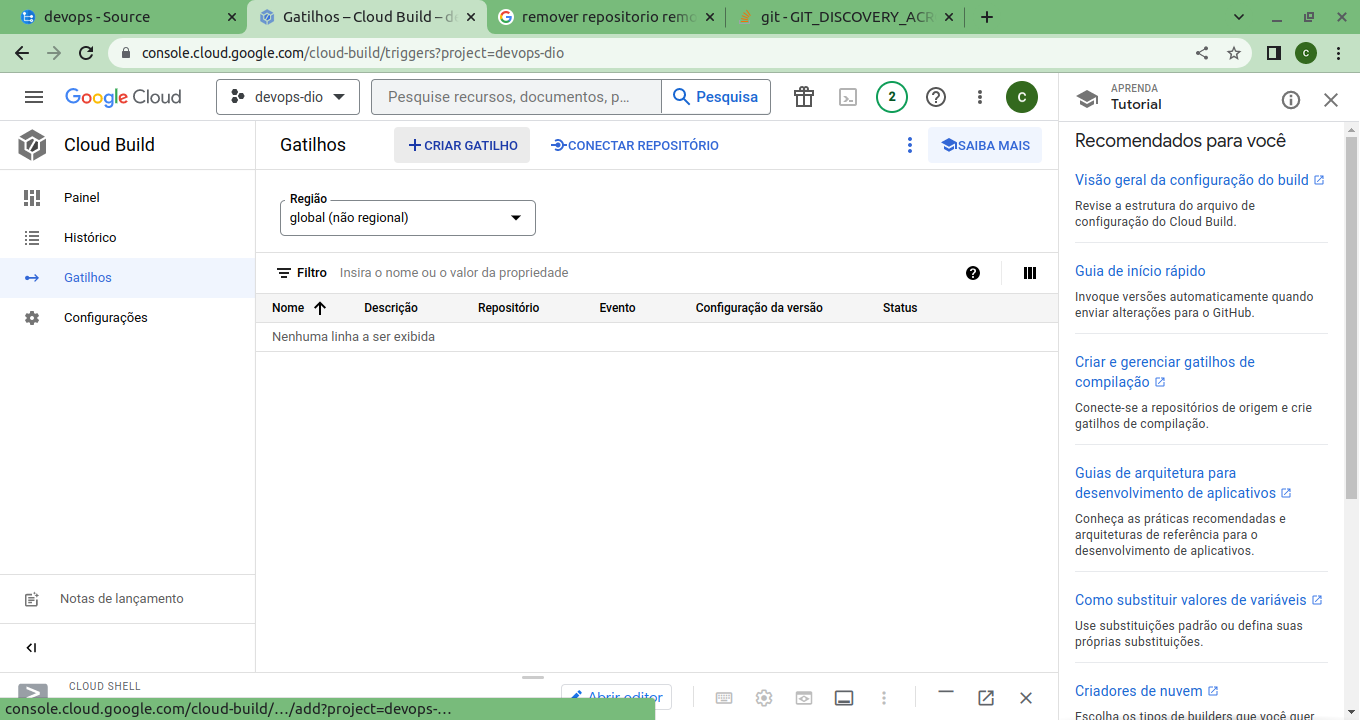 devops - Source
Gatilhos – Cloud Build – de
remover repositorio remo
git - GIT_DISCOVERY_ACR
console.cloud.google.com/cloud-build/triggers?project=devops-dio
C
Google Cloud
devops-dio
Pesquise recursos, documentos, p…
Pesquisa
2
C
APRENDA
Tutorial
Cloud Build
Gatilhos
CRIAR GATILHO
CONECTAR REPOSITÓRIO
SAIBA MAIS
Painel
Histórico
Gatilhos
Configurações
Notas de lançamento
Região
global (não regional)
Filtro
Insira o nome ou o valor da propriedade
Nome
Descrição
Repositório
Evento
Configuração da versão
Status
Nenhuma linha a ser exibida
Recomendados para você
Visão geral da configuração do build
Revise a estrutura do arquivo de
configuração do Cloud Build.
Guia de início rápido
Invoque versões automaticamente quando
enviar alterações para o GitHub.
Criar e gerenciar gatilhos de
compilação
Conecte-se a repositórios de origem e crie
gatilhos de compilação.
Guias de arquitetura para
desenvolvimento de aplicativos
Conheça as práticas recomendadas e
arquiteturas de referência para o
desenvolvimento de aplicativos.
Como substituir valores de variáveis
Use substituições padrão ou defina suas
próprias substituições.
Criadores de nuvem
Escolha os tipos de builders que você quer
CLOUD SHELL
Abrir editor
console.cloud.google.com/cloud-build/…/add?project=devops-…